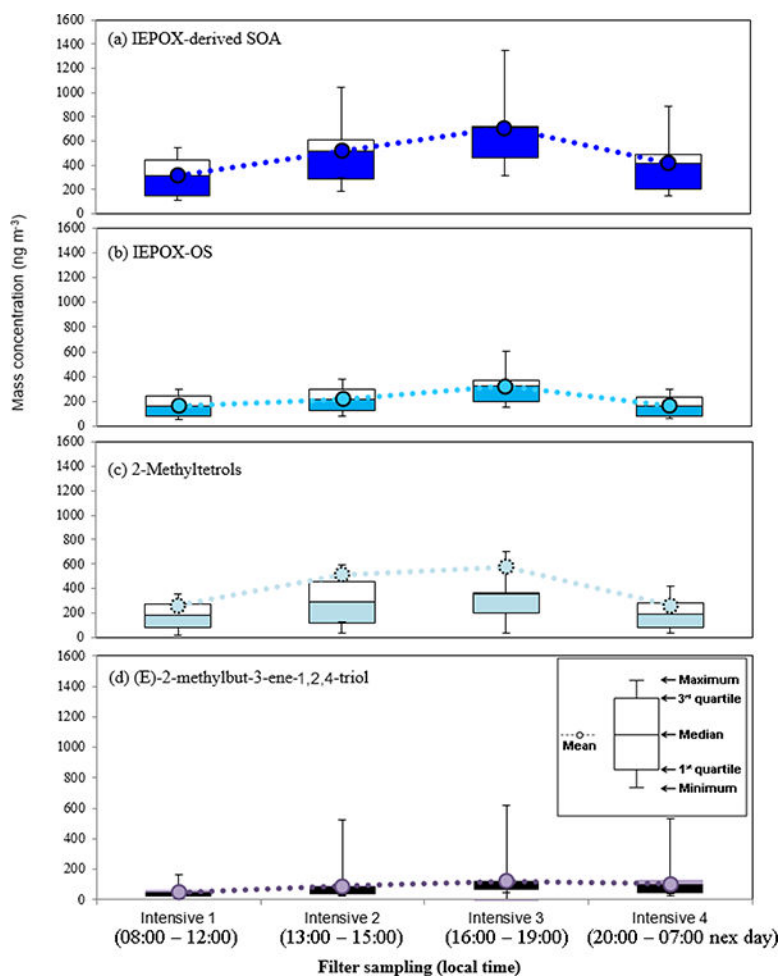 1600
1400
1200
1000
800
600
400
200
0
(a) IEPOX-derived SOA
1600
1400
1200
1000
800
600
400
200
0
(b) IEPOX-OS
Mass concentration (ng m⁻³)
1600
1400
1200
1000
800
600
400
200
0
(c) 2-Methyltetrols
1600
1400
1200
1000
800
600
400
200
0
(d) (E)-2-methylbut-3-ene-1,2,4-triol
Maximum
3rd quartile
Median
Mean
1st quartile
Minimum
Intensive 1 Intensive 2 Intensive 3 Intensive 4
(08:00 – 12:00) (13:00 – 15:00) (16:00 – 19:00) (20:00 – 07:00 nex day)
Filter sampling (local time)